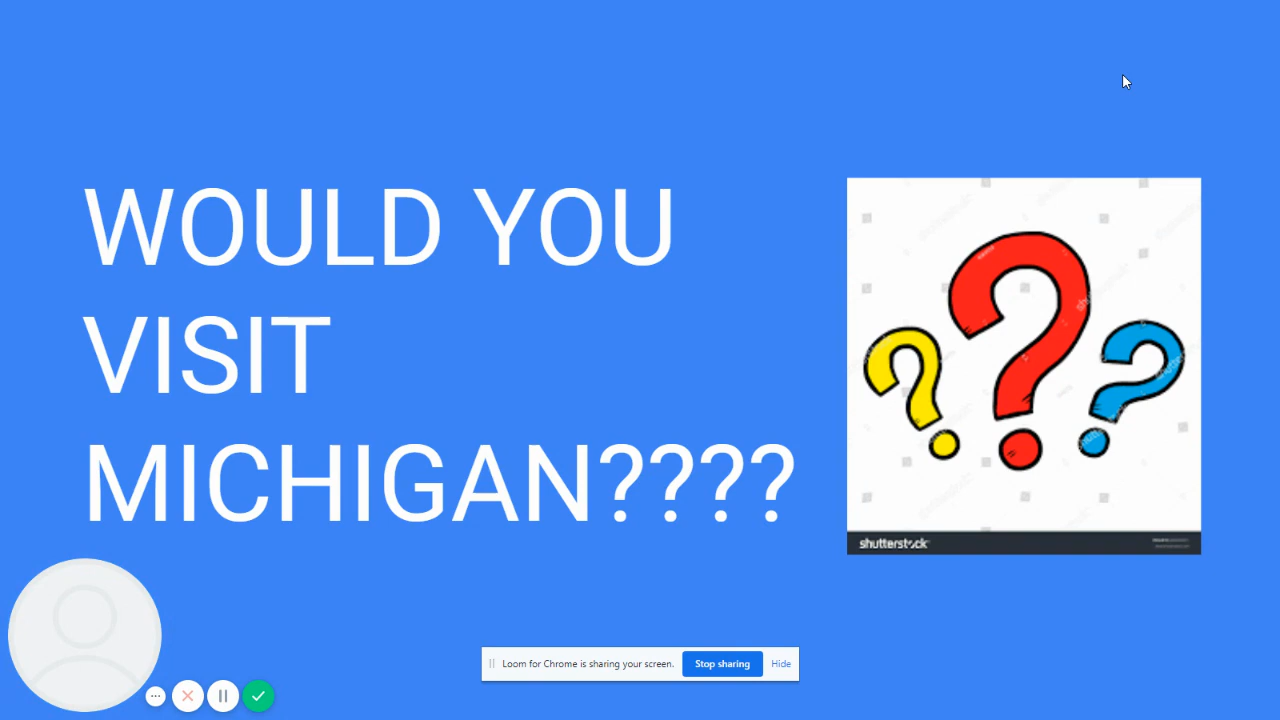 WOULD YOU
VISIT
MICHIGAN????
shutterstock
Loom for Chrome is sharing your screen. Stop sharing Hide